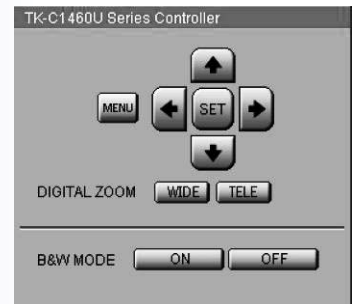 TK-C1460U Series Controller
MENU SET
DIGITAL ZOOM WIDE TELE
B&W MODE ON OFF